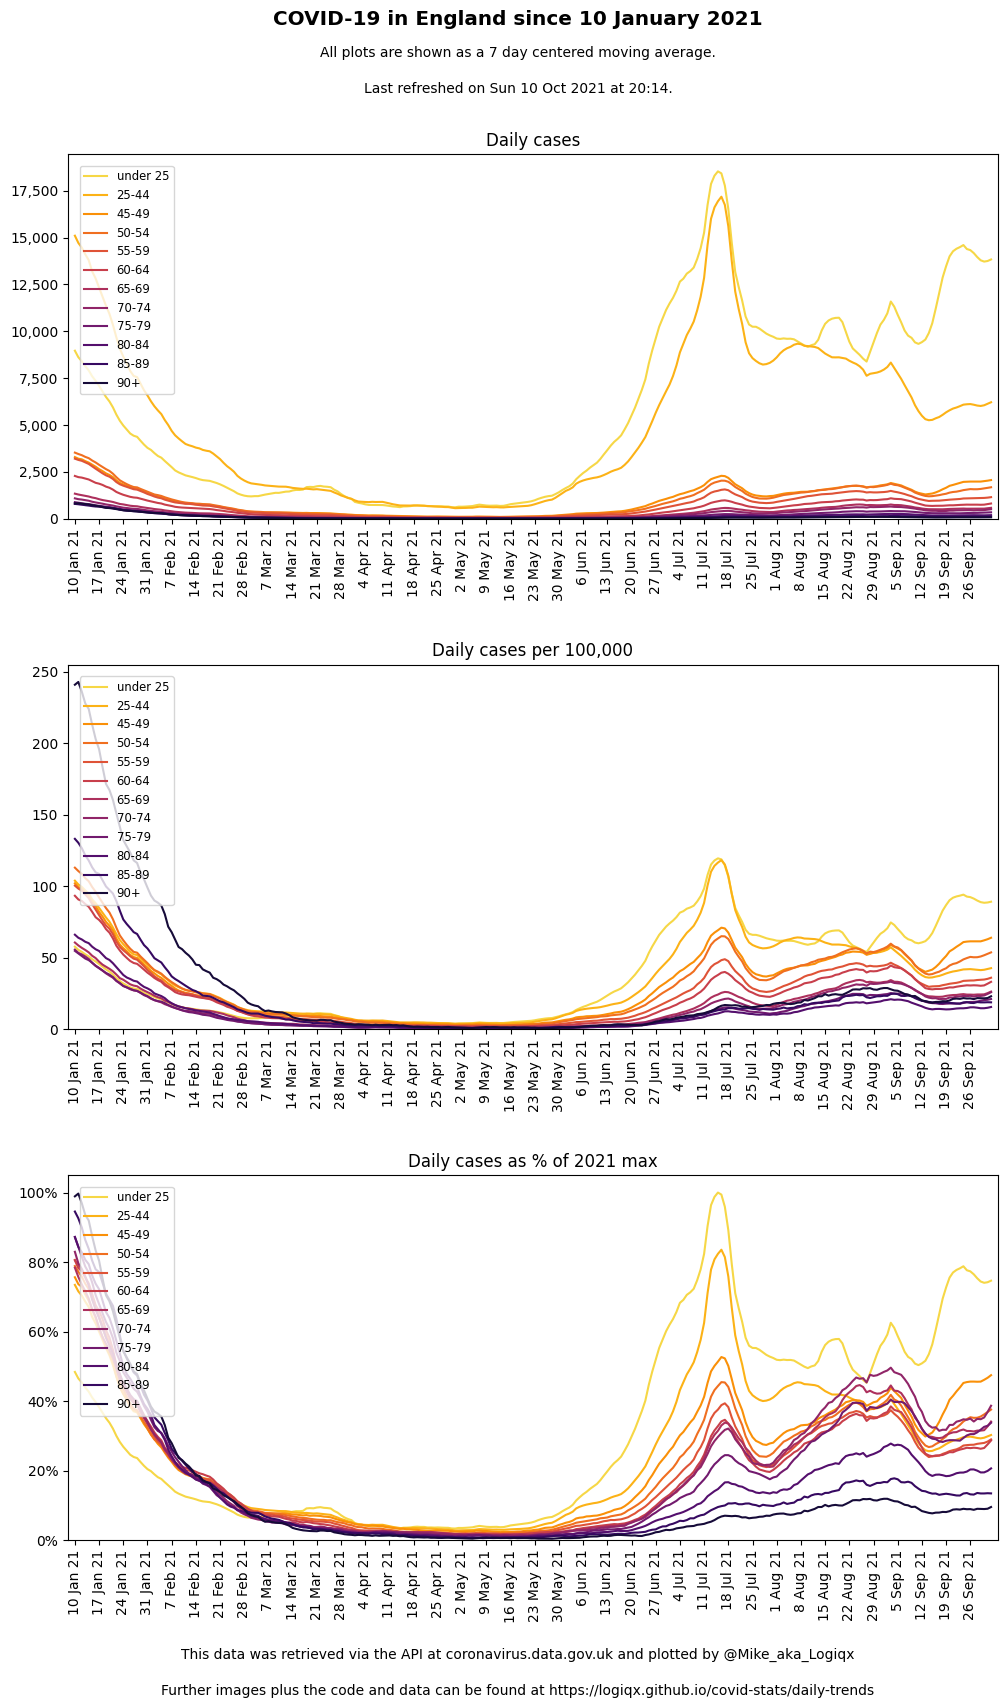 COVID-19 in England since 10 January 2021
All plots are shown as a 7 day centered moving average.
Last refreshed on Sun 10 Oct 2021 at 20:14.
Daily cases
17,500
15,000
12,500
10,000
7,500
5,000
2,500
0
under 25
25-44
45-49
50-54
55-59
60-64
65-69
70-74
75-79
80-84
85-89
90+
10 Jan 21
17 Jan 21
24 Jan 21
31 Jan 21
7 Feb 21
14 Feb 21
21 Feb 21
28 Feb 21
7 Mar 21
14 Mar 21
21 Mar 21
28 Mar 21
4 Apr 21
11 Apr 21
18 Apr 21
25 Apr 21
2 May 21
9 May 21
16 May 21
23 May 21
30 May 21
6 Jun 21
13 Jun 21
20 Jun 21
27 Jun 21
4 Jul 21
11 Jul 21
18 Jul 21
25 Jul 21
1 Aug 21
8 Aug 21
15 Aug 21
22 Aug 21
29 Aug 21
5 Sep 21
12 Sep 21
19 Sep 21
26 Sep 21
Daily cases per 100,000
250
200
150
100
50
0
under 25
25-44
45-49
50-54
55-59
60-64
65-69
70-74
75-79
80-84
85-89
90+
10 Jan 21
17 Jan 21
24 Jan 21
31 Jan 21
7 Feb 21
14 Feb 21
21 Feb 21
28 Feb 21
7 Mar 21
14 Mar 21
21 Mar 21
28 Mar 21
4 Apr 21
11 Apr 21
18 Apr 21
25 Apr 21
2 May 21
9 May 21
16 May 21
23 May 21
30 May 21
6 Jun 21
13 Jun 21
20 Jun 21
27 Jun 21
4 Jul 21
11 Jul 21
18 Jul 21
25 Jul 21
1 Aug 21
8 Aug 21
15 Aug 21
22 Aug 21
29 Aug 21
5 Sep 21
12 Sep 21
19 Sep 21
26 Sep 21
Daily cases as % of 2021 max
100%
80%
60%
40%
20%
0%
under 25
25-44
45-49
50-54
55-59
60-64
65-69
70-74
75-79
80-84
85-89
90+
10 Jan 21
17 Jan 21
24 Jan 21
31 Jan 21
7 Feb 21
14 Feb 21
21 Feb 21
28 Feb 21
7 Mar 21
14 Mar 21
21 Mar 21
28 Mar 21
4 Apr 21
11 Apr 21
18 Apr 21
25 Apr 21
2 May 21
9 May 21
16 May 21
23 May 21
30 May 21
6 Jun 21
13 Jun 21
20 Jun 21
27 Jun 21
4 Jul 21
11 Jul 21
18 Jul 21
25 Jul 21
1 Aug 21
8 Aug 21
15 Aug 21
22 Aug 21
29 Aug 21
5 Sep 21
12 Sep 21
19 Sep 21
26 Sep 21
This data was retrieved via the API at coronavirus.data.gov.uk and plotted by @Mike_aka_Logiqx
Further images plus the code and data can be found at https://logiqx.github.io/covid-stats/daily-trends